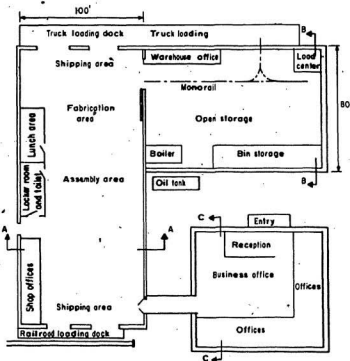 100'
Truck loading dock Truck loading
B
Shipping area
Warehouse office
Load
center
Monorail
Fabrication
area
80
Open storage
Lunch area
Boiler
Bin storage
Locker room
and toilet
Assembly area
Oil tank
B
A
A
C
Entry
Reception
Shop offices
Business office
Offices
Shipping area
Offices
Railroad loading dock
C